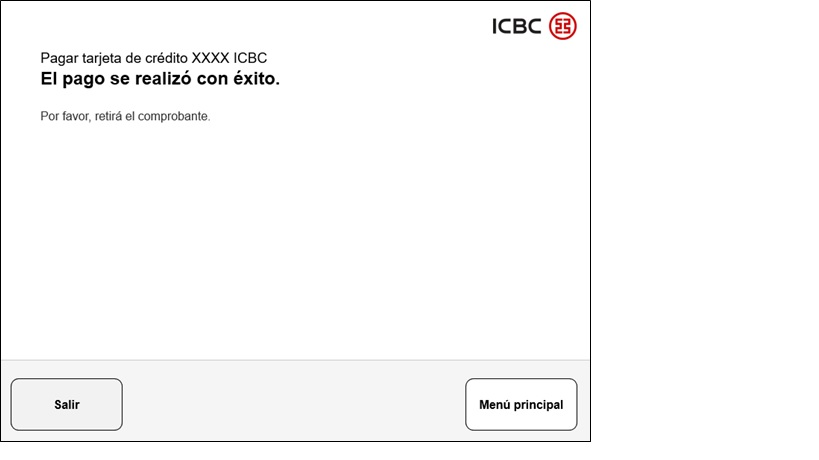 ICBC
Pagar tarjeta de crédito XXXX ICBC
El pago se realizó con éxito.
Por favor, retirá el comprobante.
Salir
Menú principal